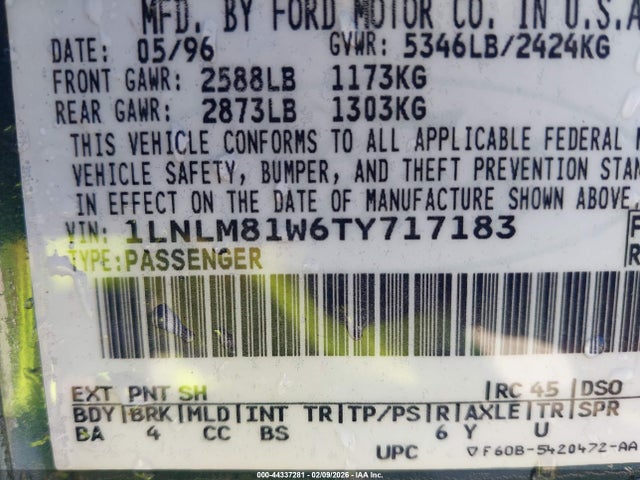 MFD. BY FORD MOTOR CO. IN U.S.A
DATE: 05/96 GVWR: 5346LB/2424KG
FRONT GAWR: 2588LB 1173KG
REAR GAWR: 2873LB 1303KG
THIS VEHICLE CONFORMS TO ALL APPLICABLE FEDERAL
VEHICLE SAFETY, BUMPER, AND THEFT PREVENTION STAN
IN EFFECT ON THE DATE OF MANUFACTURE SHOWN ABOVE.
VIN: 1LNLM81W6TY717183 F
TYPE: PASSENGER R
EXT PNT SH |RC 45|DSO
BDY|BRK|MLD|INT TR|TP/PS|R|AXLE|TR|SPR
BA 4 CC BS 6 Y U
UPC ▽F60B-5420472-AA
000-44337281 - 02/09/2026 - IAAI.COM